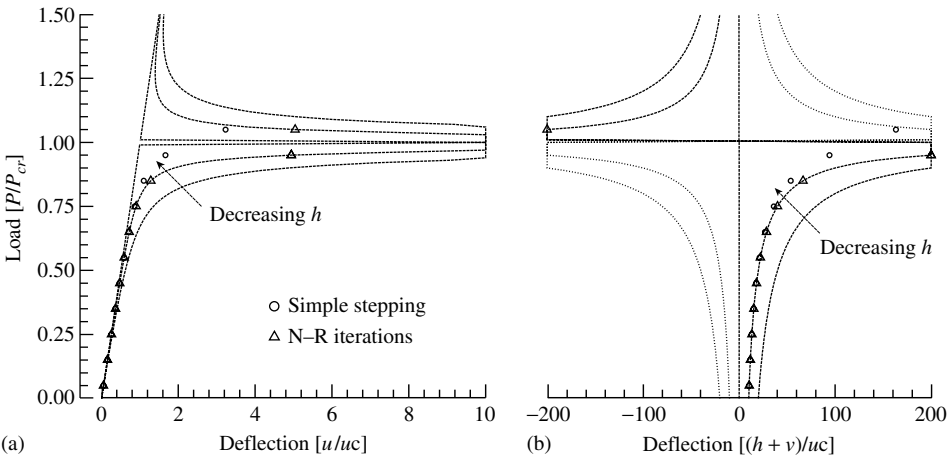 1.50
1.25
1.00
0.75
0.50
0.25
0.00
Load [P/Pcr]
Decreasing h
Simple stepping
N–R iterations
0 2 4 6 8 10
(a) Deflection [u/uc]
Decreasing h
−200 −100 0 100 200
(b) Deflection [(h + v)/uc]